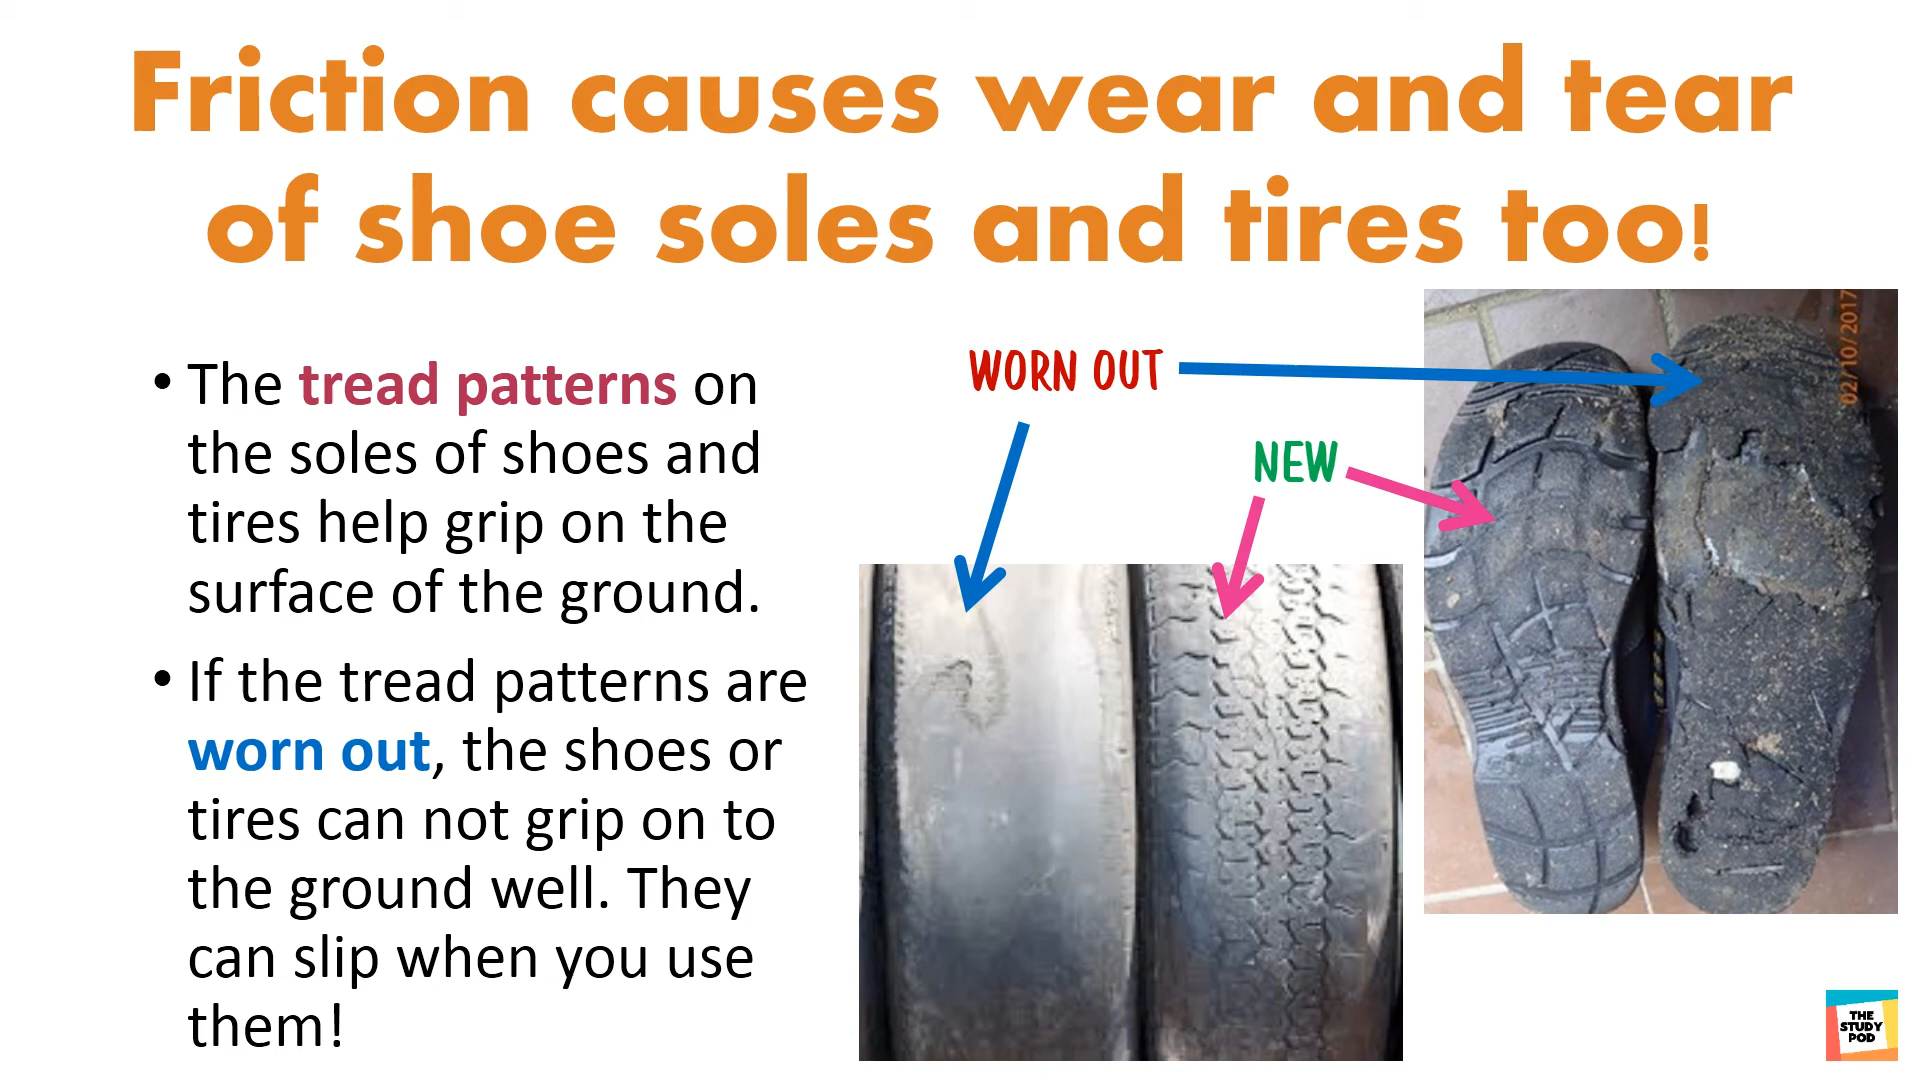 Friction causes wear and tear
of shoe soles and tires too!
• The tread patterns on
the soles of shoes and
tires help grip on the
surface of the ground.
• If the tread patterns are
worn out, the shoes or
tires can not grip on to
the ground well. They
can slip when you use
them!
WORN OUT
NEW
02/10/2017
THE
STUDY
POD